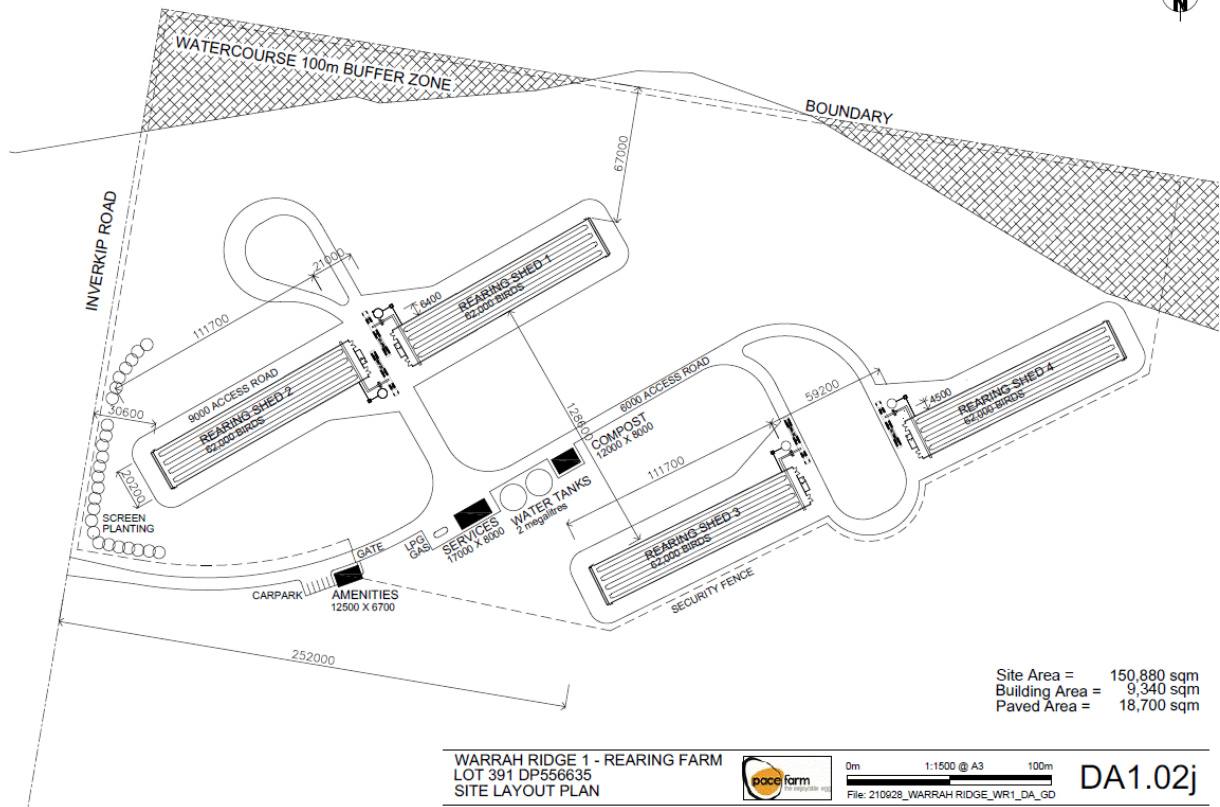 N
WATERCOURSE 100m BUFFER ZONE
BOUNDARY
67000
INVERKIP ROAD
21000
REARING SHED 1
62,000 BIRDS
6400
111700
9000 ACCESS ROAD
REARING SHED 2
62,000 BIRDS
30600
20200
SCREEN
PLANTING
128600
6000 ACCESS ROAD
59200
4500
REARING SHED 4
62,000 BIRDS
COMPOST
12000 X 8000
111700
WATER TANKS
2 megalitres
SERVICES
17000 X 8000
LPG
GAS
GATE
REARING SHED 3
62,000 BIRDS
SECURITY FENCE
CARPARK
AMENITIES
12500 X 6700
252000
Site Area = 150,880 sqm
Building Area = 9,340 sqm
Paved Area = 18,700 sqm
WARRAH RIDGE 1 - REARING FARM
LOT 391 DP556635
SITE LAYOUT PLAN
pace farm
the enjoyable egg
0m 1:1500 @ A3 100m
File: 210928_WARRAH RIDGE_WR1_DA_GD
DA1.02j